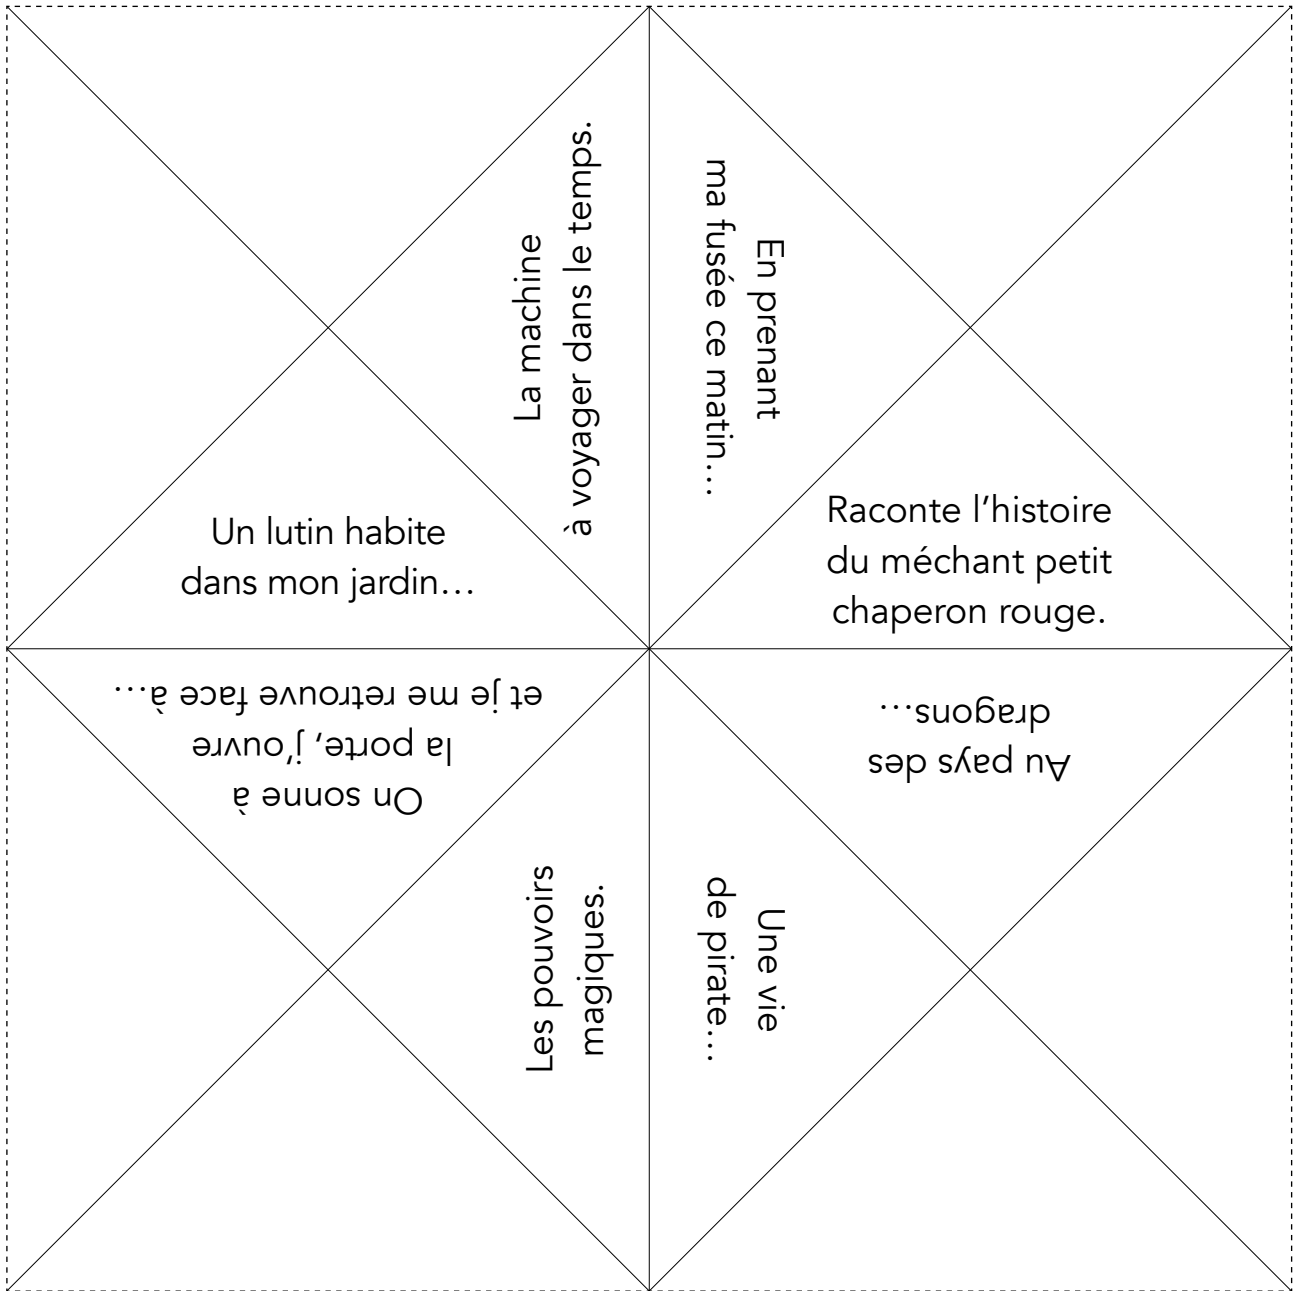 La machine
à voyager dans le temps.
En prenant
ma fusée ce matin…
Un lutin habite
dans mon jardin…
Raconte l’histoire
du méchant petit
chaperon rouge.
On sonne à
la porte, j’ouvre
et je me retrouve face à…
Au pays des
dragons…
Les pouvoirs
magiques.
Une vie
de pirate…